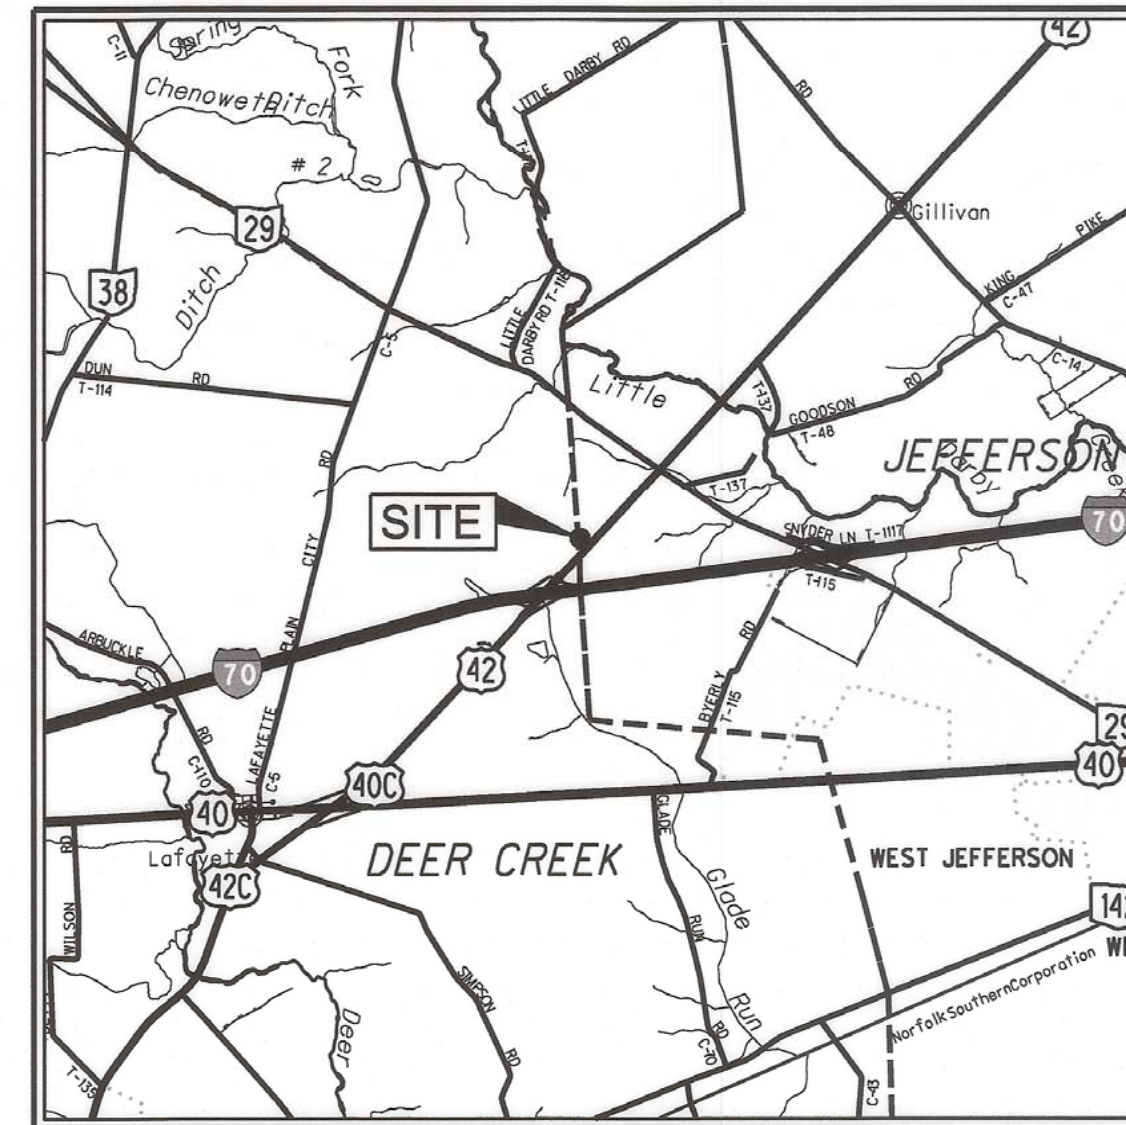 C-11
Spring
Fork
Chenoweth
Ditch
# 2
LITTLE DARBY RD
RD
42
29
38
Ditch
Gillivan
KING PIKE
C-47
LITTLE
DARBY RD T-118
C-5
C-14
DUN RD
T-114
Little
T-137
GOODSON RD
T-48
JEFFERSON
Darby
T-137
SITE
SNYDER LN T-1117
70
T-115
ARBUCKLE
RD
C-110
70
LAFAYETTE PLAIN CITY RD
C-5
42
BYERLY RD
T-115
29
40
40C
40
Lafayette
42C
DEER CREEK
GLADE RUN RD
C-70
Glade
Run
WEST JEFFERSON
142
WILSON RD
SIMPSON RD
Deer
Norfolk Southern Corporation
T-135
C-43